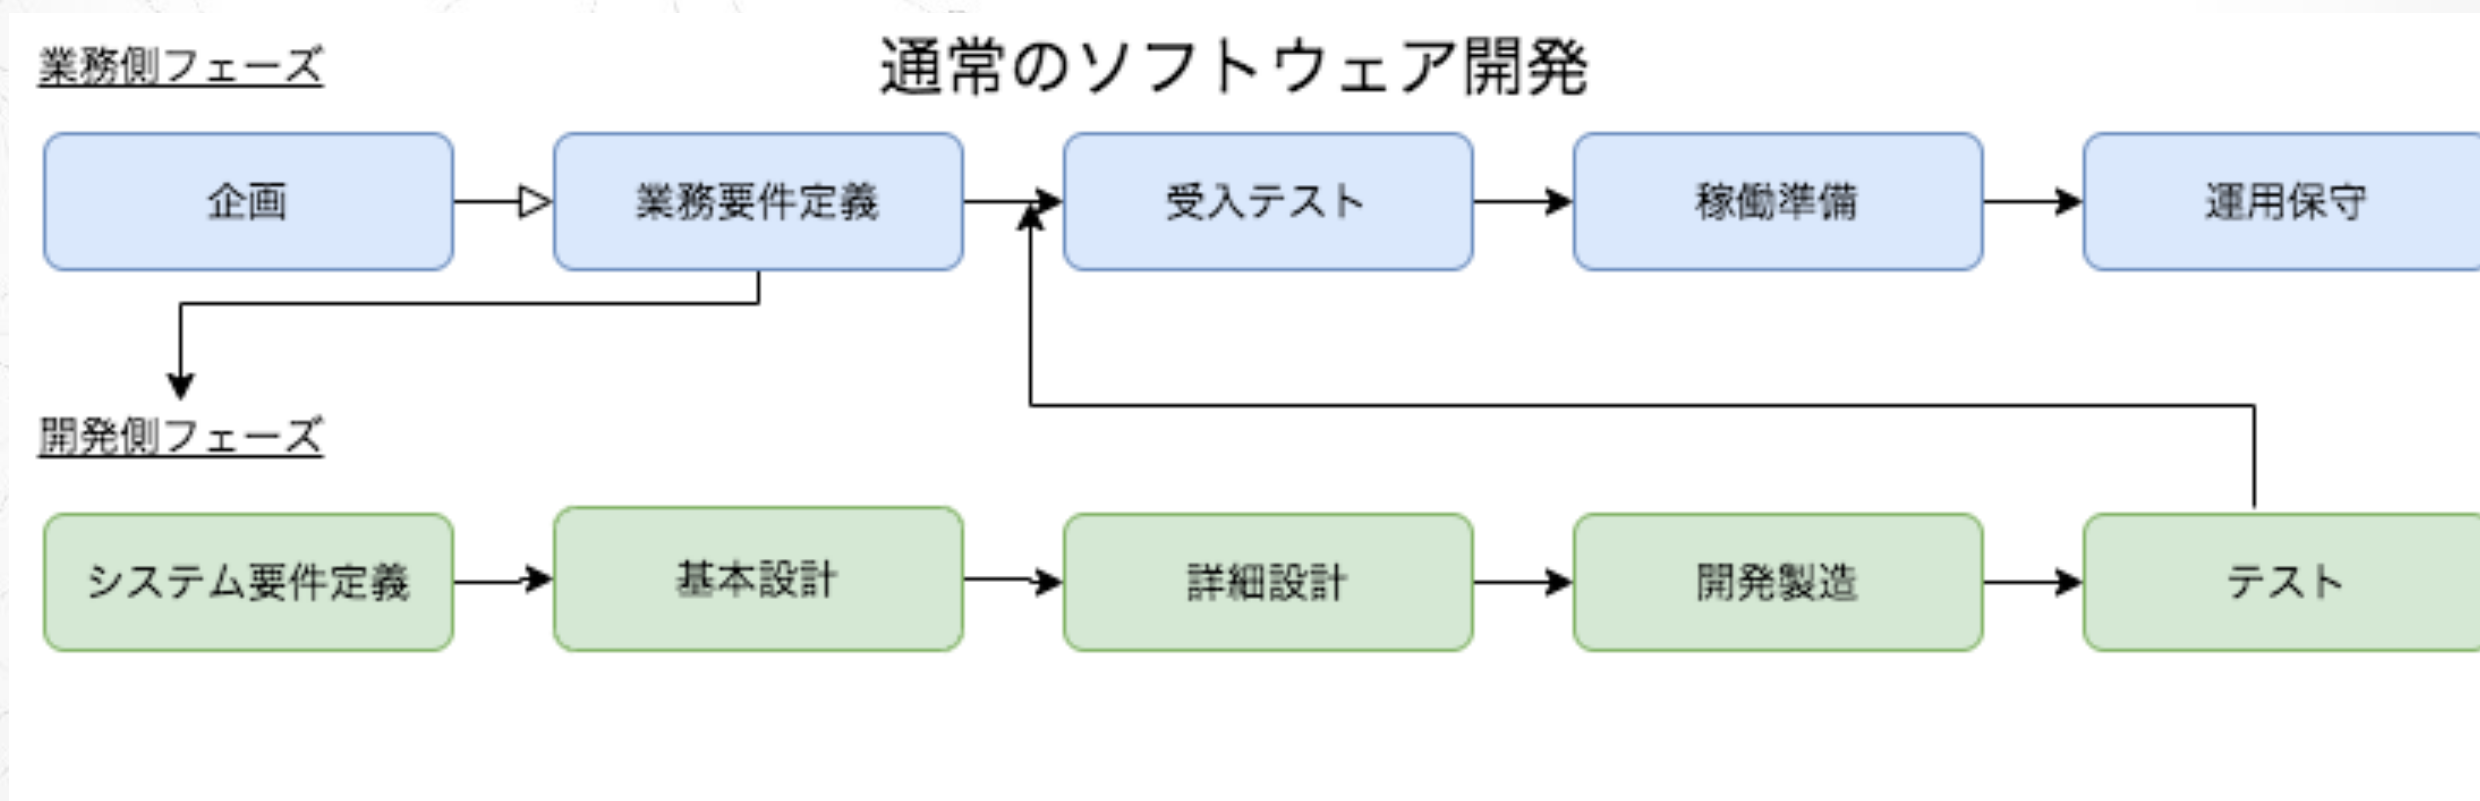 業務側フェーズ
通常のソフトウェア開発
企画
業務要件定義
受入テスト
稼働準備
運用保守
開発側フェーズ
システム要件定義
基本設計
詳細設計
開発製造
テスト